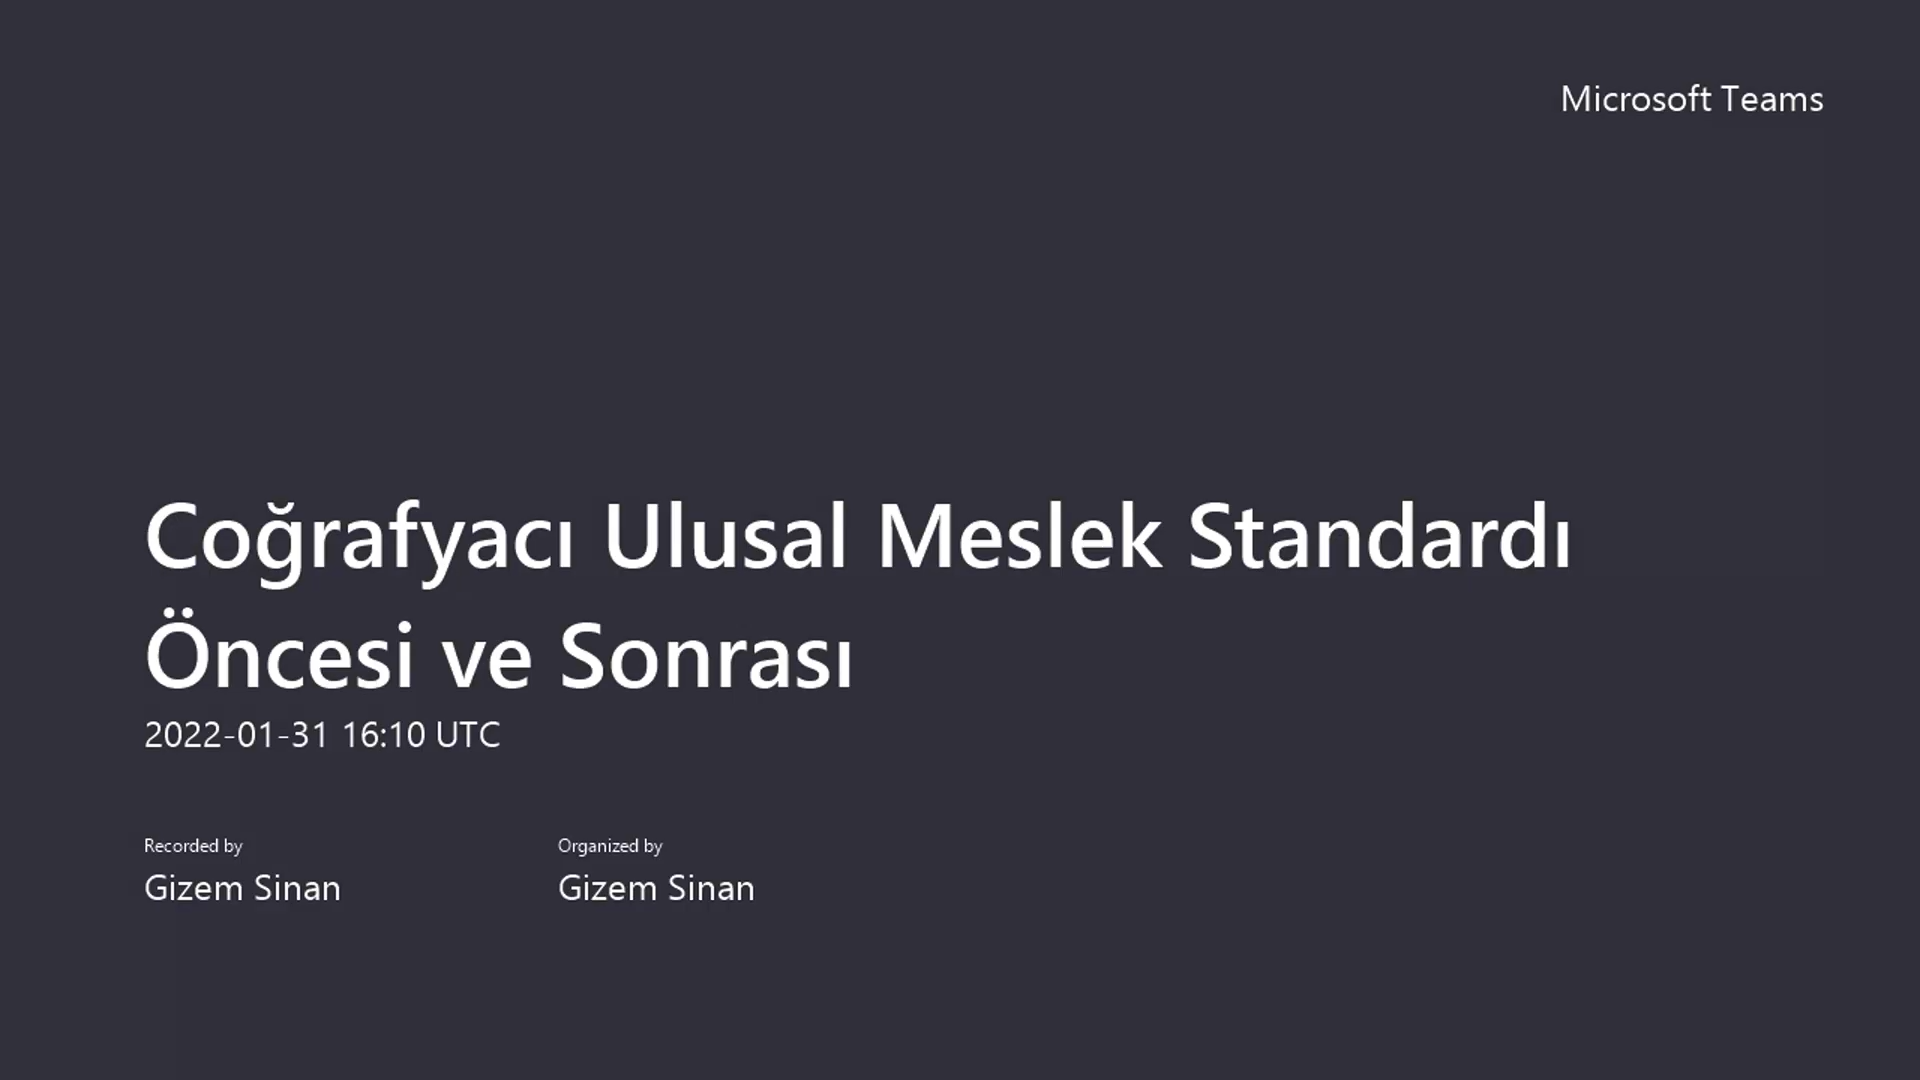 Microsoft Teams
Coğrafyacı Ulusal Meslek Standardı
Öncesi ve Sonrası
2022-01-31 16:10 UTC
Recorded by
Gizem Sinan
Organized by
Gizem Sinan